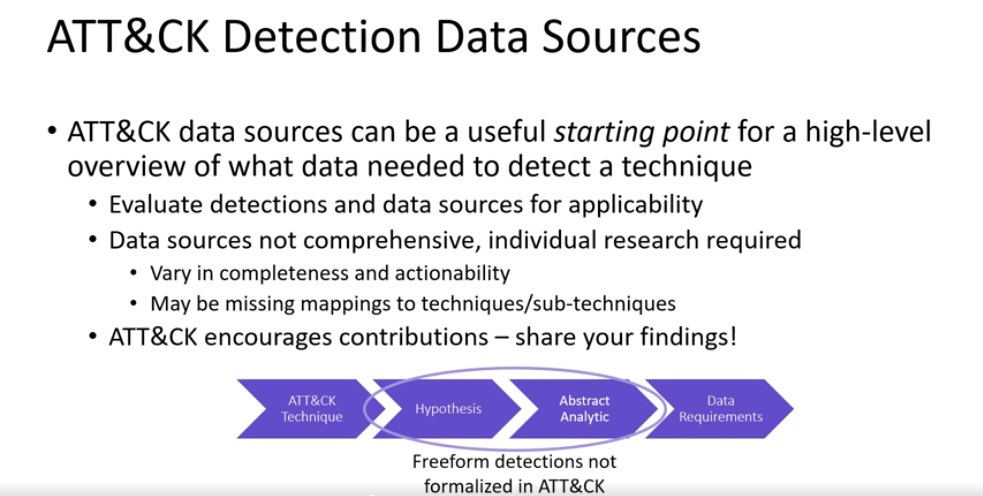 ATT&CK Detection Data Sources
• ATT&CK data sources can be a useful starting point for a high-level
overview of what data needed to detect a technique
• Evaluate detections and data sources for applicability
• Data sources not comprehensive, individual research required
• Vary in completeness and actionability
• May be missing mappings to techniques/sub-techniques
• ATT&CK encourages contributions – share your findings!
ATT&CK
Technique
Hypothesis
Abstract
Analytic
Data
Requirements
Freeform detections not
formalized in ATT&CK